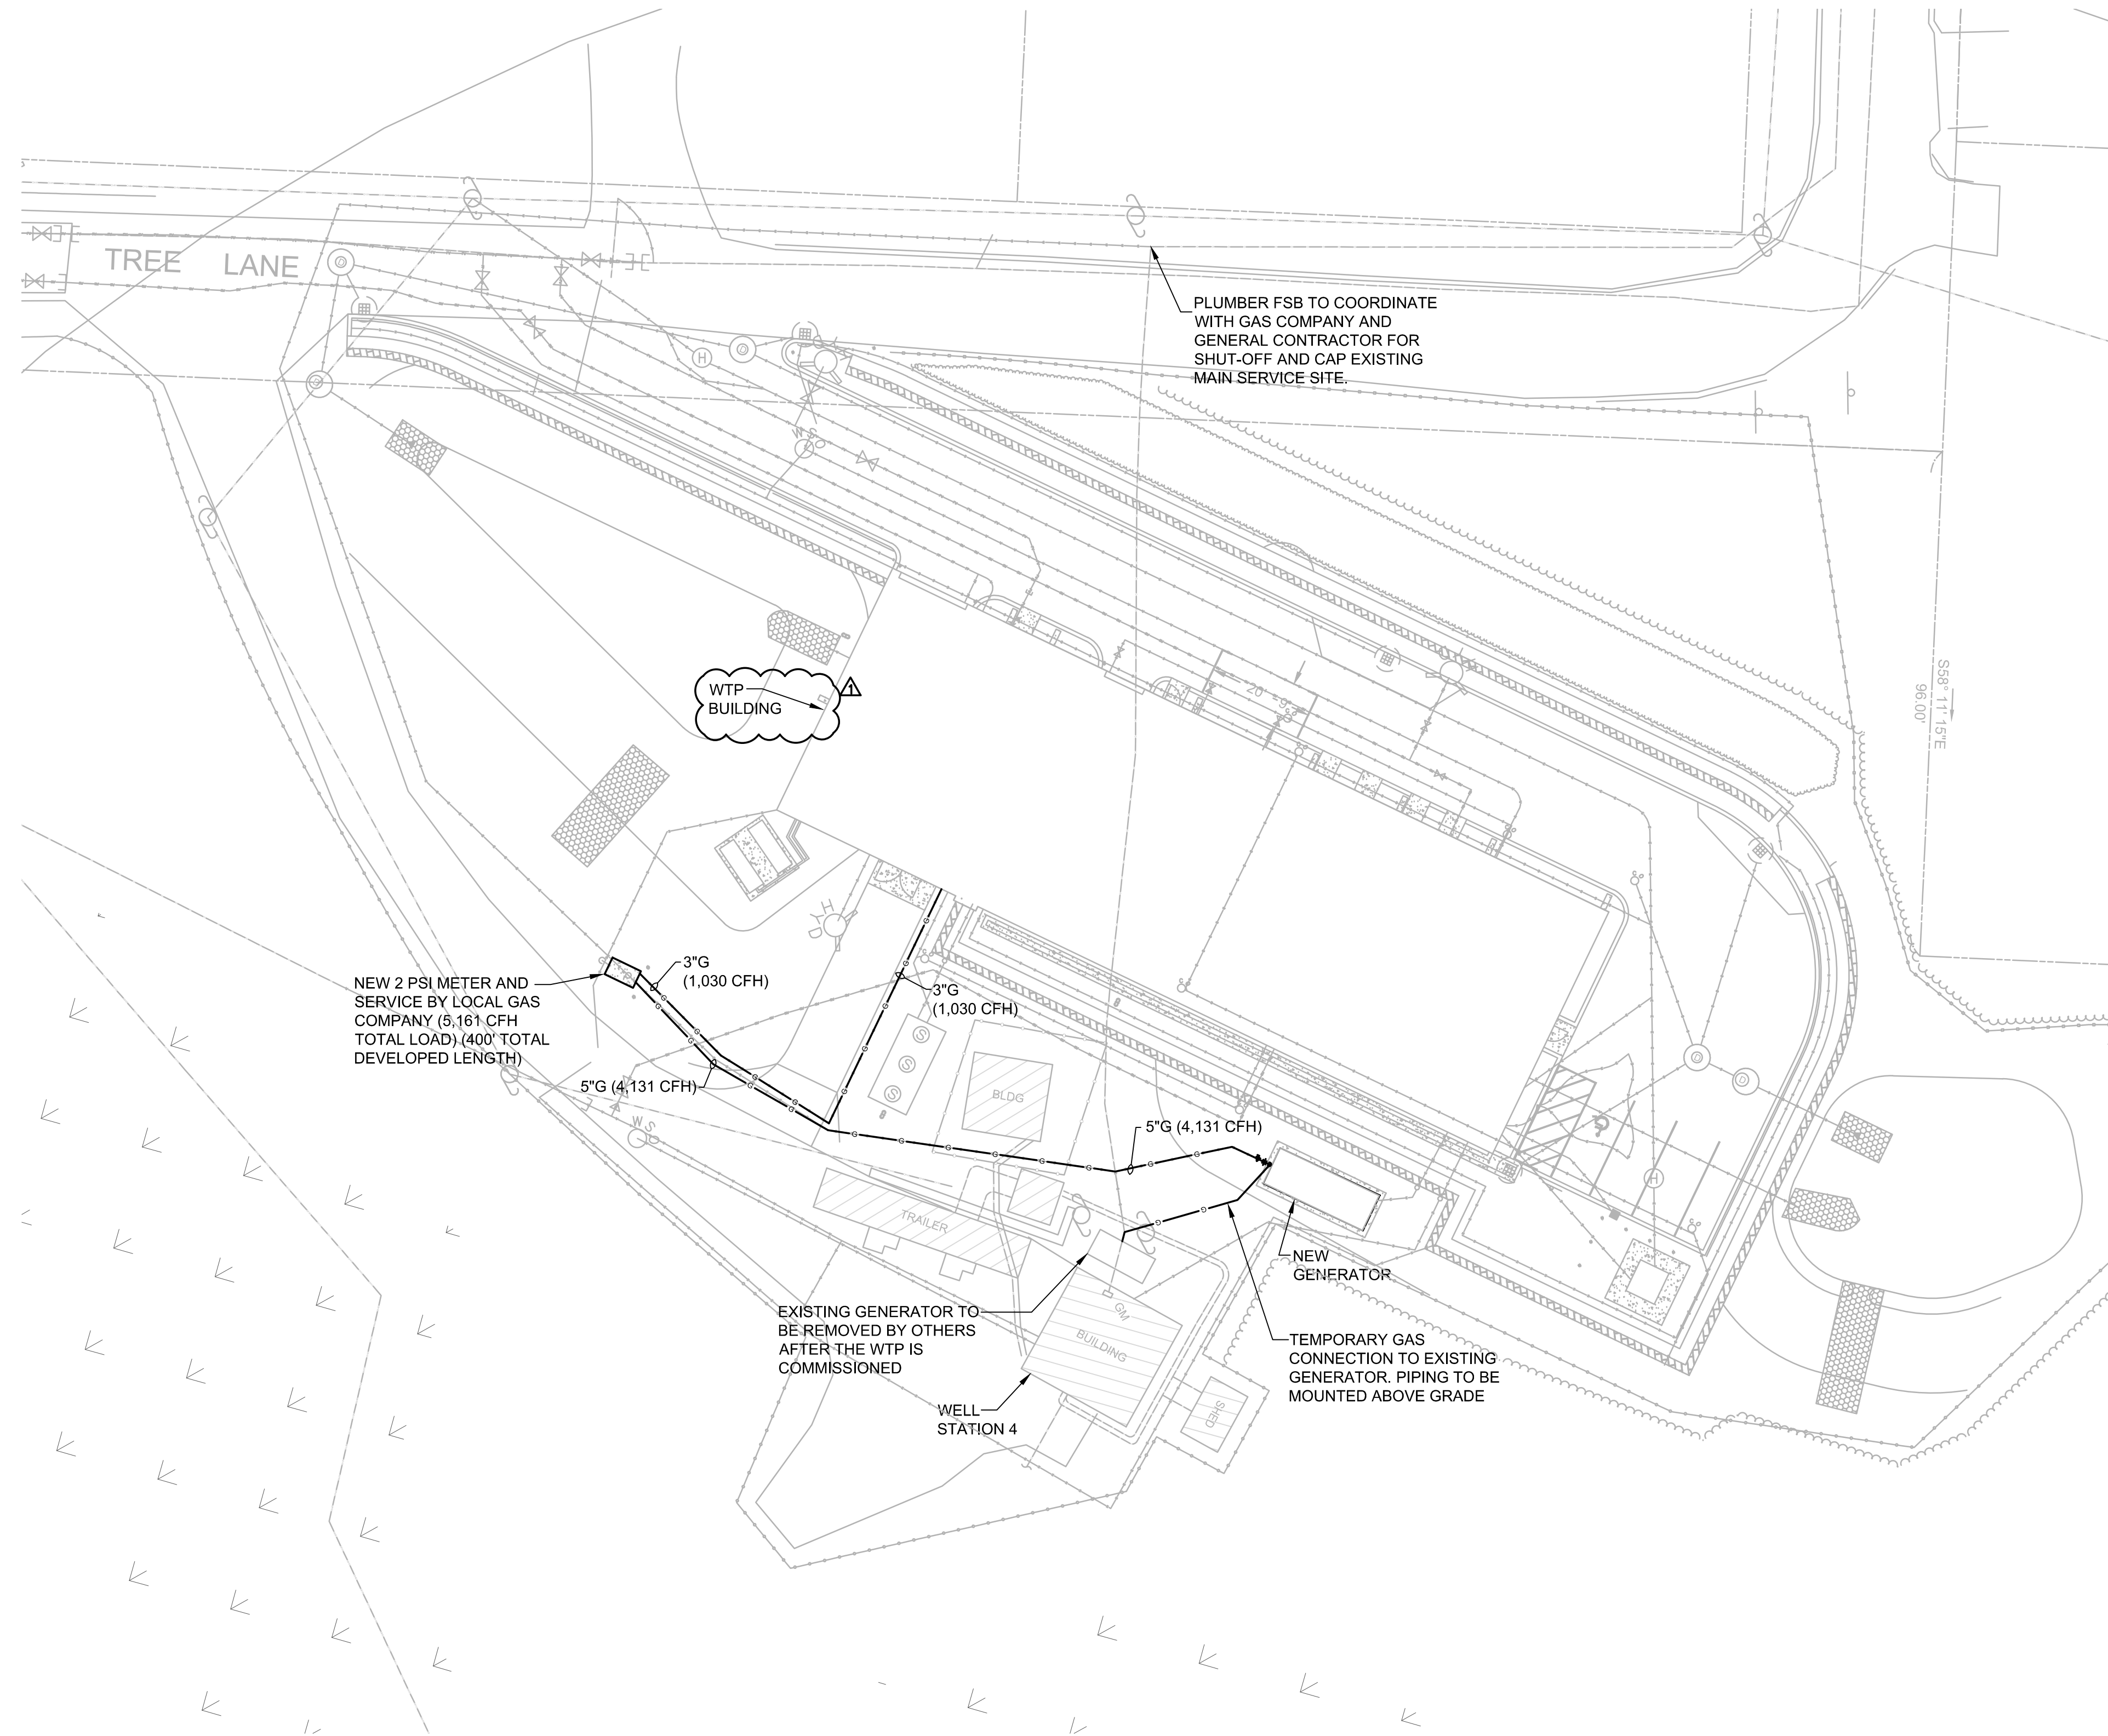 TREE LANE
PLUMBER FSB TO COORDINATE
WITH GAS COMPANY AND
GENERAL CONTRACTOR FOR
SHUT-OFF AND CAP EXISTING
MAIN SERVICE SITE.
D
D
D
H
WSO
WTP
BUILDING
1
20
9
S58° 11' 15"E
96.00'
HYD
3"G
(1,030 CFH)
3"G
(1,030 CFH)
NEW 2 PSI METER AND
SERVICE BY LOCAL GAS
COMPANY (5,161 CFH
TOTAL LOAD) (400' TOTAL
DEVELOPED LENGTH)
5"G (4,131 CFH)
S
S
S
BLDG
WSO
5"G (4,131 CFH)
D
D
H
TRAILER
NEW
GENERATOR
EXISTING GENERATOR TO
BE REMOVED BY OTHERS
AFTER THE WTP IS
COMMISSIONED
GM
BUILDING
TEMPORARY GAS
CONNECTION TO EXISTING
GENERATOR. PIPING TO BE
MOUNTED ABOVE GRADE
WELL
STATION 4
SHED